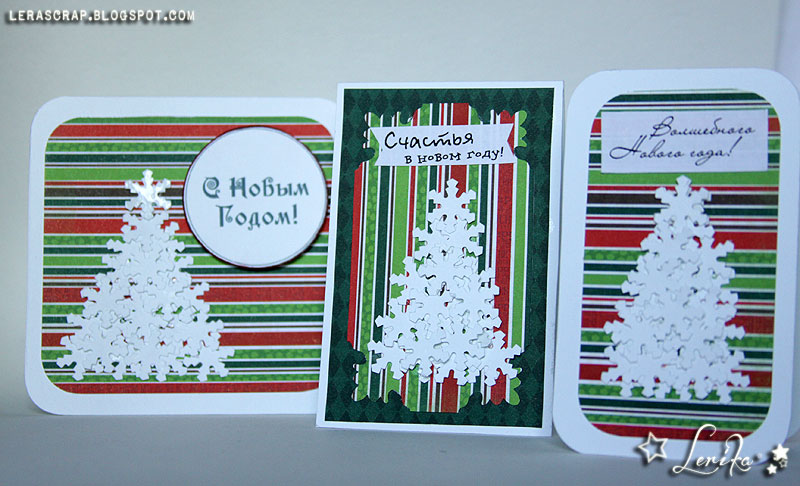 LERASCRAP.BLOGSPOT.COM
С Новым
Годом!
Счастья
в новом году!
Волшебного
Нового года!
Lerika